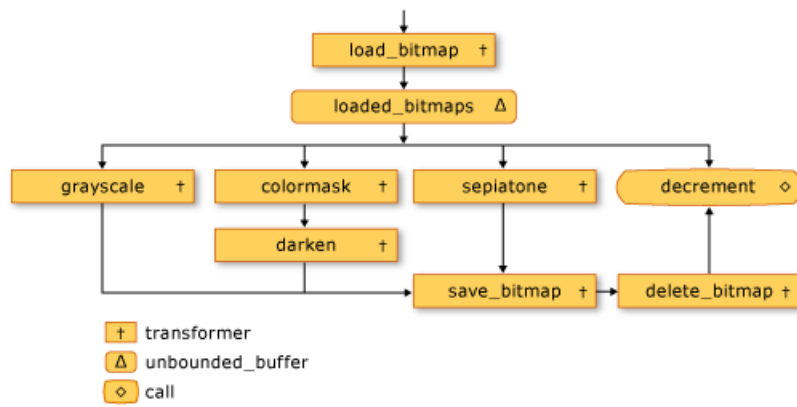 load_bitmap †
loaded_bitmaps Δ
grayscale †
colormask †
sepiatone †
decrement ◇
darken †
save_bitmap †
delete_bitmap †
† transformer
Δ unbounded_buffer
◇ call